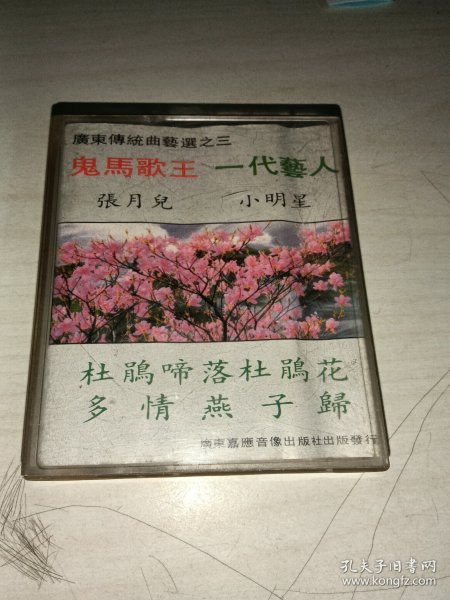 廣東傳統曲藝選之三
鬼馬歌王 一代藝人
張月兒 小明星
杜鵑啼落杜鵑花
多情燕子歸
廣東嘉應音像出版社出版發行
孔夫子旧书网
www.kongfz.com